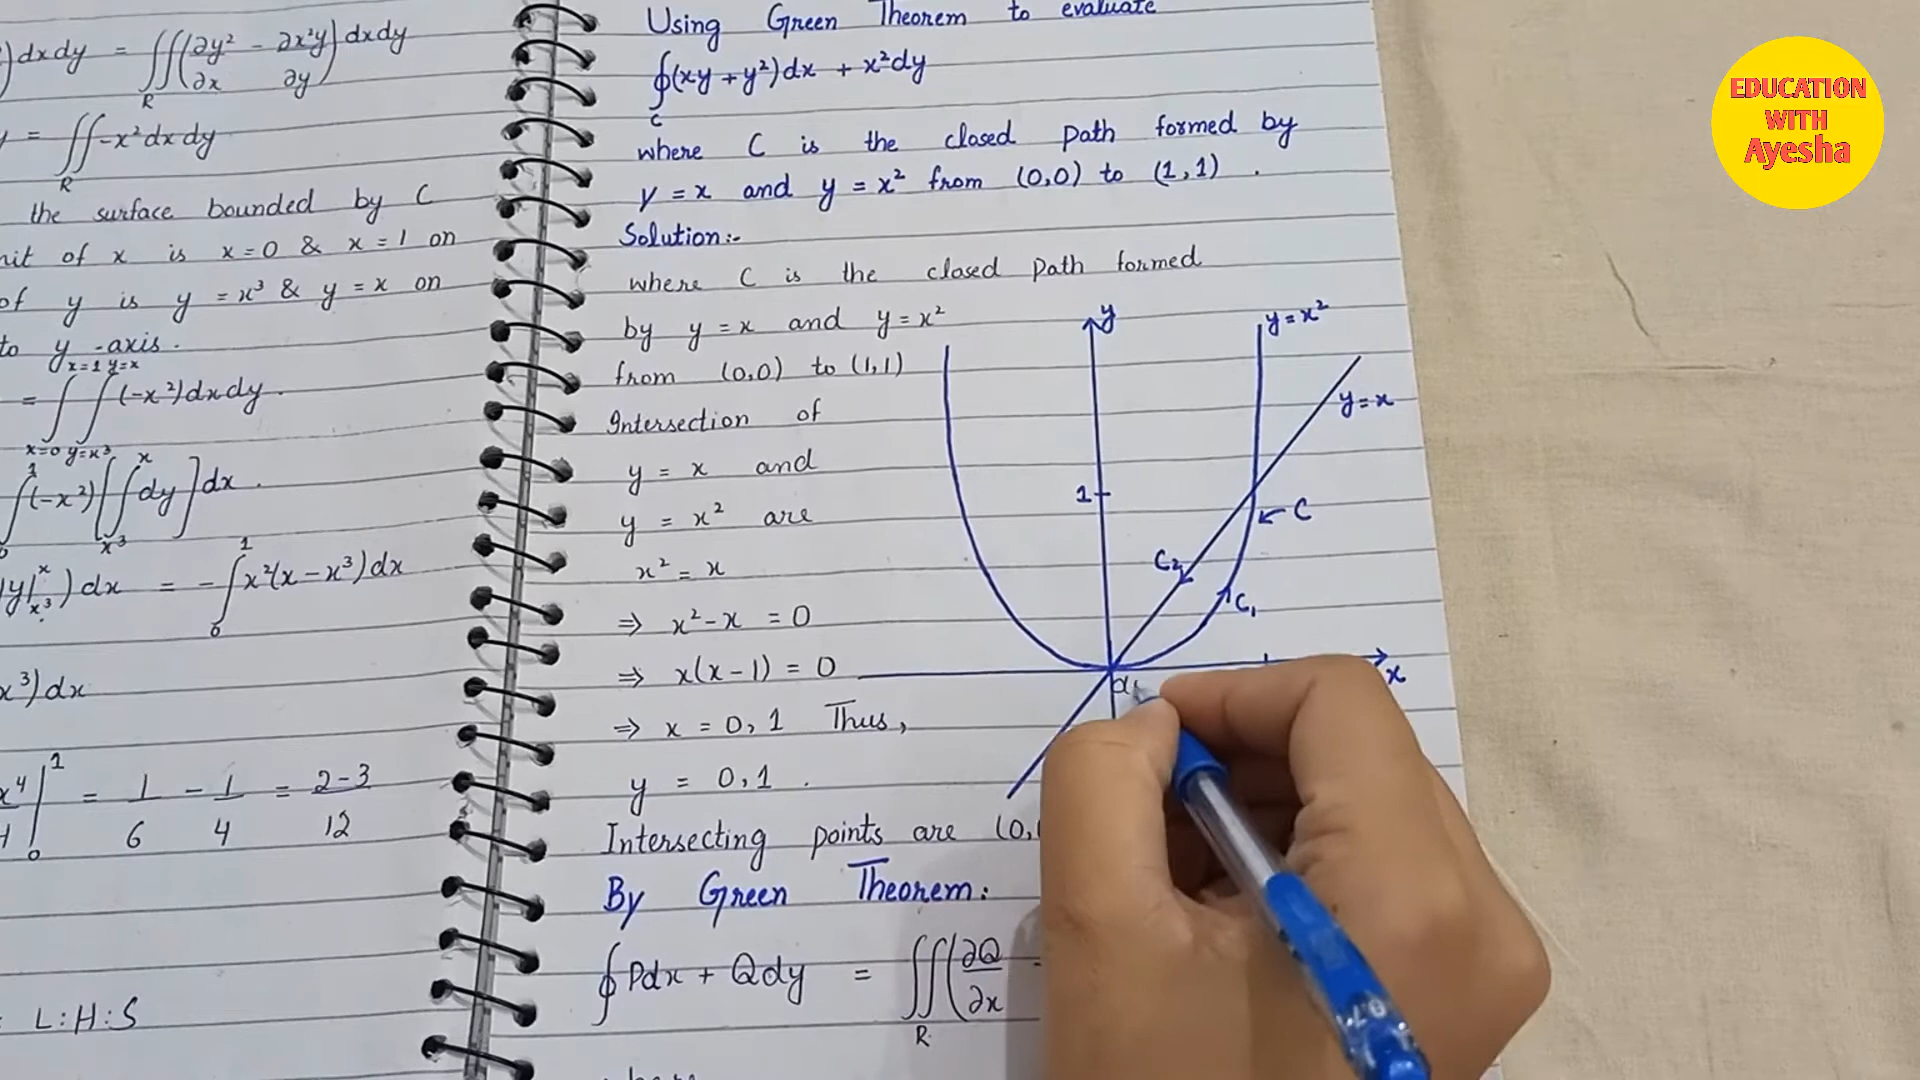 ) dx dy = ∬(∂y²/∂x - ∂x²y/∂y) dx dy
R
= ∬-x² dx dy
R
the surface bounded by C
of x is x=0 & x=1 on
of y is y = x³ & y = x on
to y-axis.
x=1 y=x
= ∫∫(-x²) dx dy.
x=0 y=x³
∫(-x²)[∫dy]dx.
x
x³
y|ˣₓ³) dx = -∫x²(x-x³) dx
1
0
x³) dx
x⁴|¹₀ = 1/6 - 1/4 = 2-3/12
L:H:S
Using Green Theorem to evaluate
∮(xy + y²) dx + x² dy
C
where C is the closed path formed by
y = x and y = x² from (0,0) to (1,1) .
Solution:-
where C is the closed path formed
by y = x and y = x²
from (0,0) to (1,1)
Intersection of
y = x and
y = x² are
x² = x
⇒ x² - x = 0
⇒ x(x-1) = 0
⇒ x = 0,1 Thus,
y = 0,1 .
Intersecting points are (0,
By Green Theorem:
∮ Pdx + Qdy = ∬(∂Q/∂x
R
y
y = x²
y = x
1
C
C₂
C₁
x
EDUCATION
WITH
Ayesha